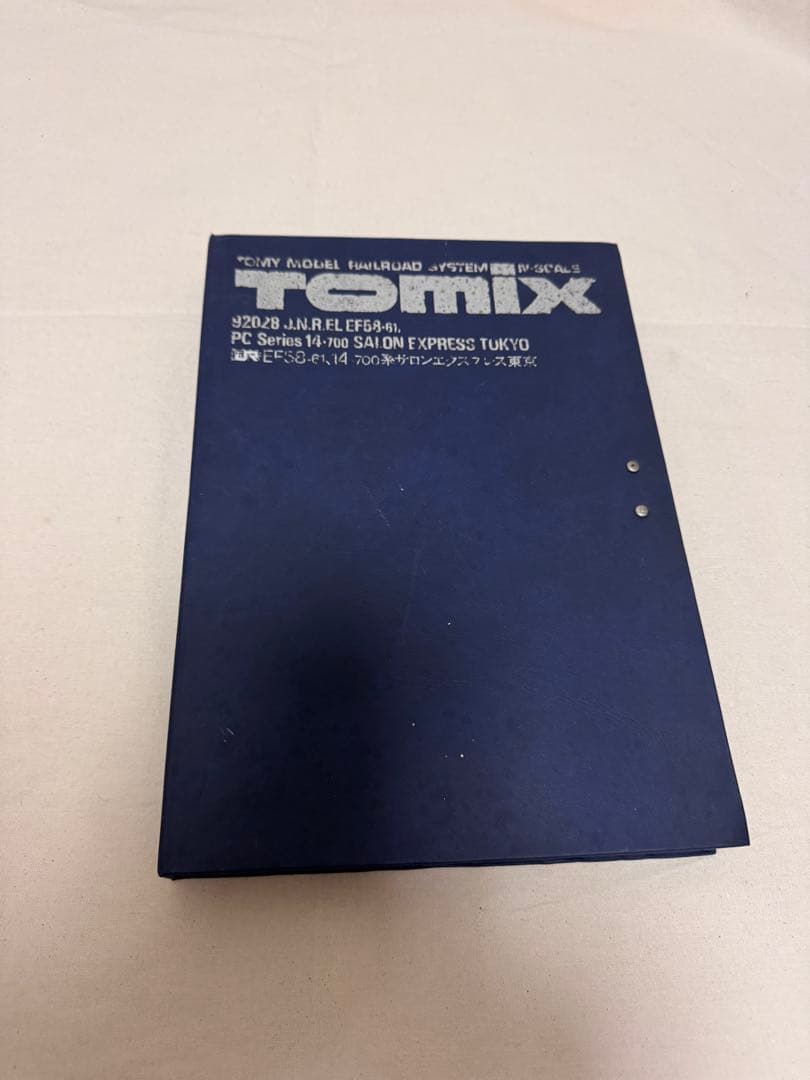 TOMY MODEL RAILROAD SYSTEM N-SCALE
TOMIX
92028 J.N.R.EL EF58-61,
PC Series 14-700 SALON EXPRESS TOKYO
国鉄EF58-61、14-700系サロンエクスプレス東京